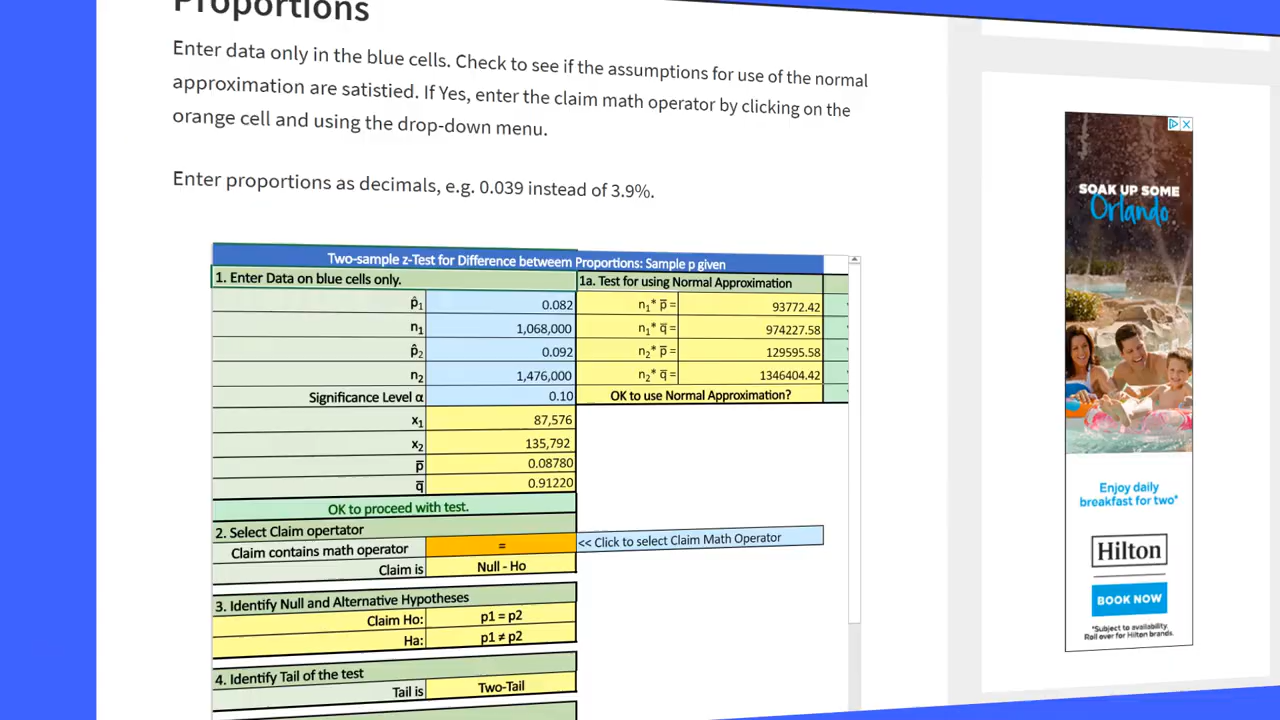 Proportions
Enter data only in the blue cells. Check to see if the assumptions for use of the normal
approximation are satistied. If Yes, enter the claim math operator by clicking on the
orange cell and using the drop-down menu.
Enter proportions as decimals, e.g. 0.039 instead of 3.9%.
Two-sample z-Test for Difference betweem Proportions: Sample p given
1. Enter Data on blue cells only.
1a. Test for using Normal Approximation
p̂1 0.082 n1* p̅ = 93772.42
n1 1,068,000 n1* q̅ = 974227.58
p̂2 0.092 n2* p̅ = 129595.58
n2 1,476,000 n2* q̅ = 1346404.42
Significance Level α 0.10 OK to use Normal Approximation?
x1 87,576
x2 135,792
p̅ 0.08780
q̅ 0.91220
OK to proceed with test.
2. Select Claim opertator
Claim contains math operator = << Click to select Claim Math Operator
Claim is Null - Ho
3. Identify Null and Alternative Hypotheses
Claim Ho: p1 = p2
Ha: p1 ≠ p2
4. Identify Tail of the test
Tail is Two-Tail
SOAK UP SOME
Orlando
Enjoy daily
breakfast for two*
Hilton
BOOK NOW
*Subject to availability.
Roll over for Hilton brands.